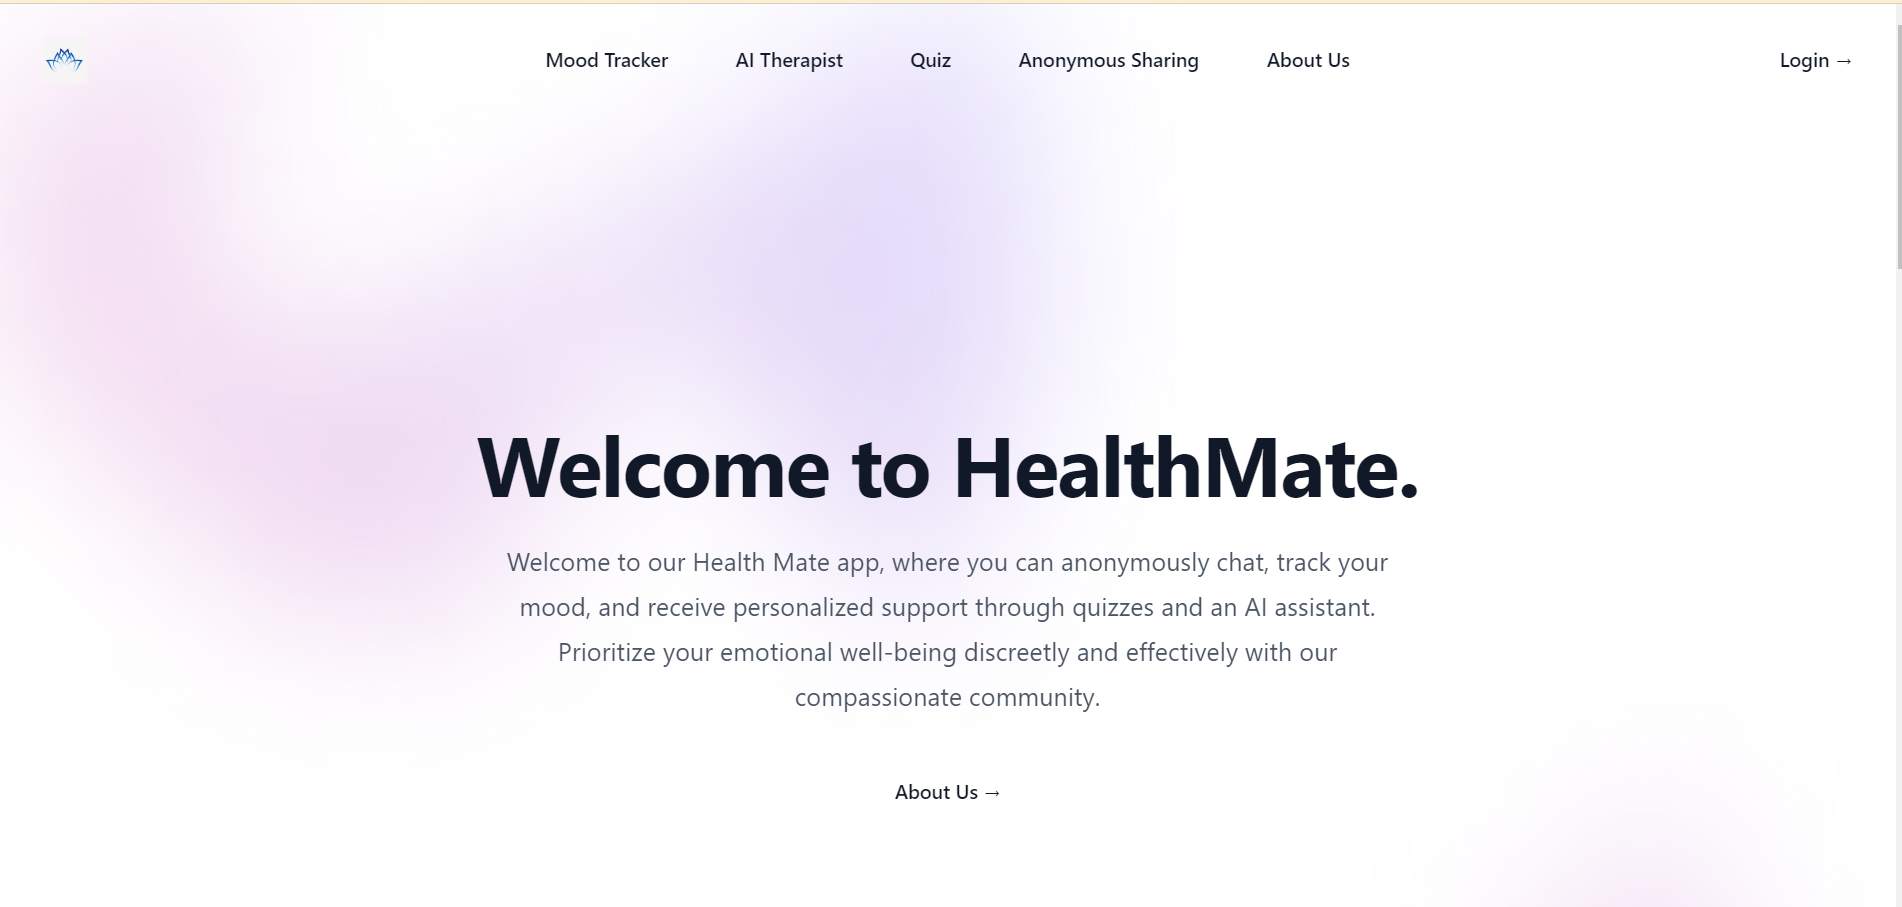 Mood Tracker AI Therapist Quiz Anonymous Sharing About Us Login →
Welcome to HealthMate.
Welcome to our Health Mate app, where you can anonymously chat, track your
mood, and receive personalized support through quizzes and an AI assistant.
Prioritize your emotional well-being discreetly and effectively with our
compassionate community.
About Us →